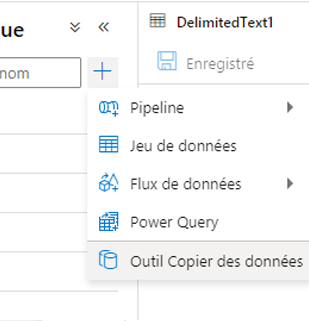 ue
DelimitedText1
nom
Enregistré
Pipeline
Jeu de données
Flux de données
Power Query
Outil Copier des données